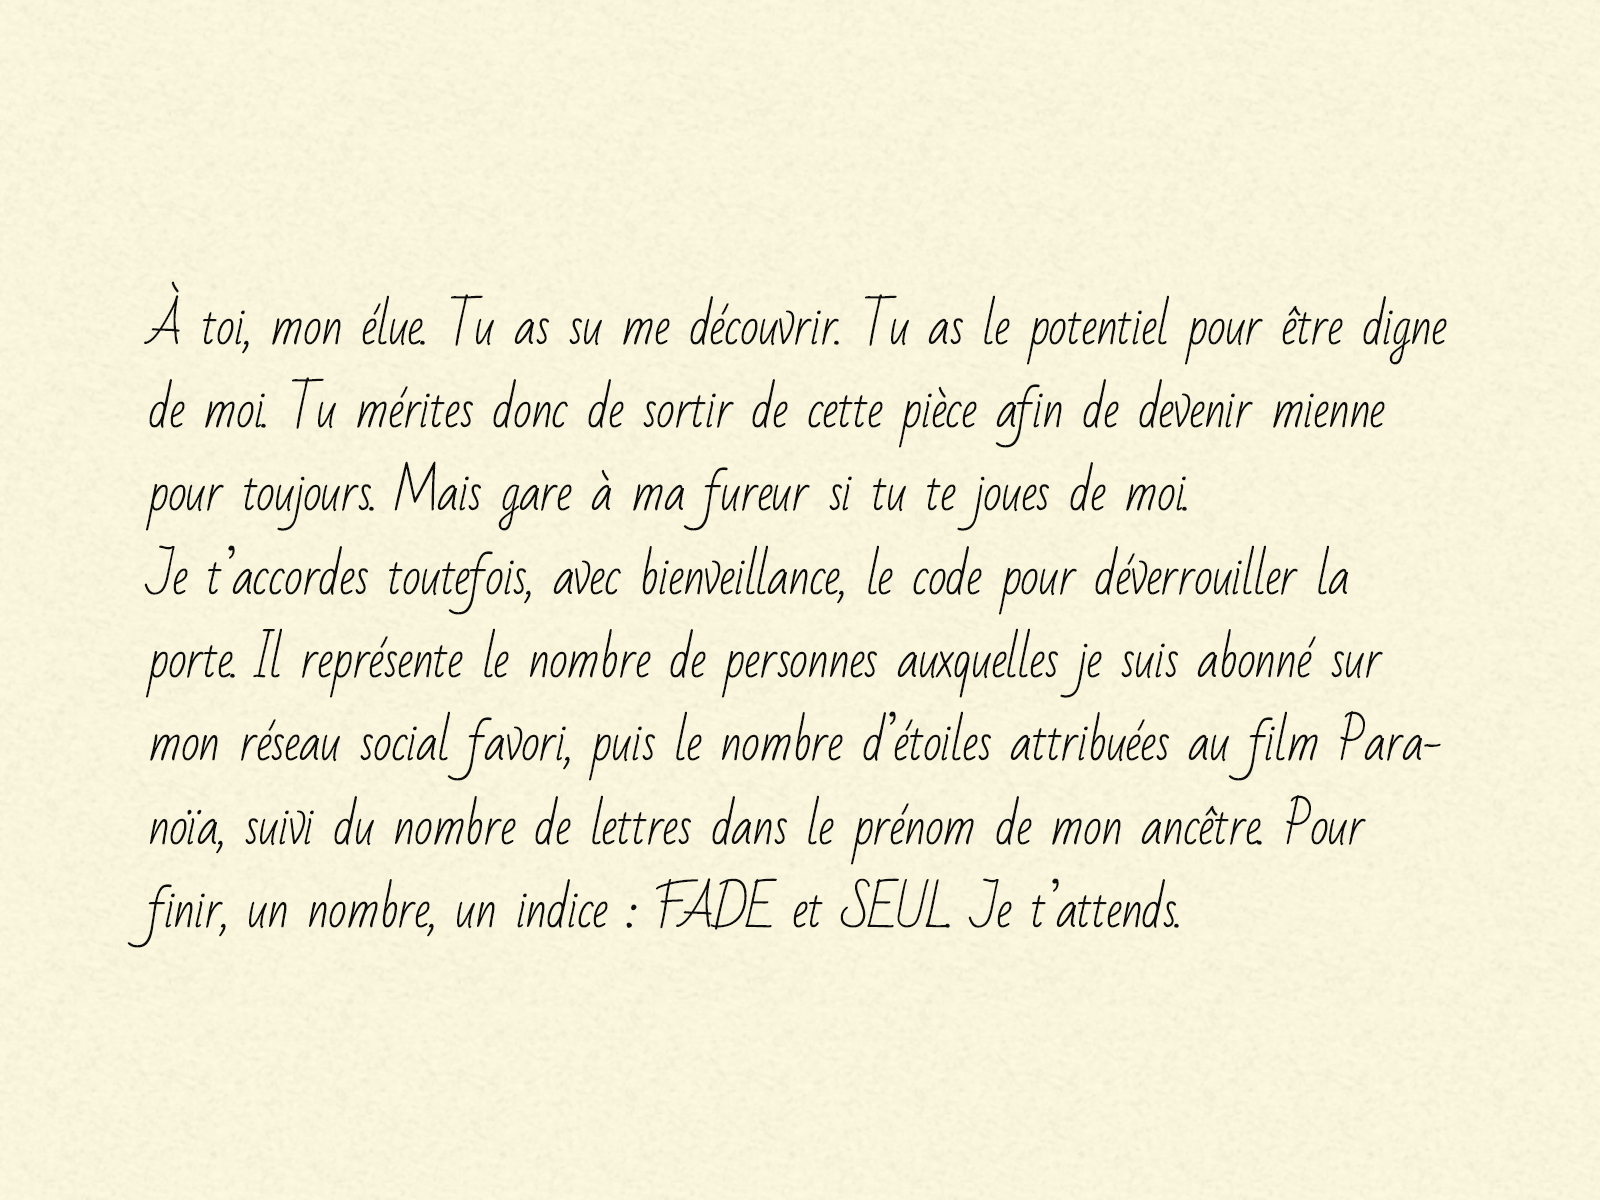 À toi, mon élue. Tu as su me découvrir. Tu as le potentiel pour être digne
de moi. Tu mérites donc de sortir de cette pièce afin de devenir mienne
pour toujours. Mais gare à ma fureur si tu te joues de moi.
Je t’accordes toutefois, avec bienveillance, le code pour déverrouiller la
porte. Il représente le nombre de personnes auxquelles je suis abonné sur
mon réseau social favori, puis le nombre d’étoiles attribuées au film Para-
noïa, suivi du nombre de lettres dans le prénom de mon ancêtre. Pour
finir, un nombre, un indice : FADE et SEUL. Je t’attends.